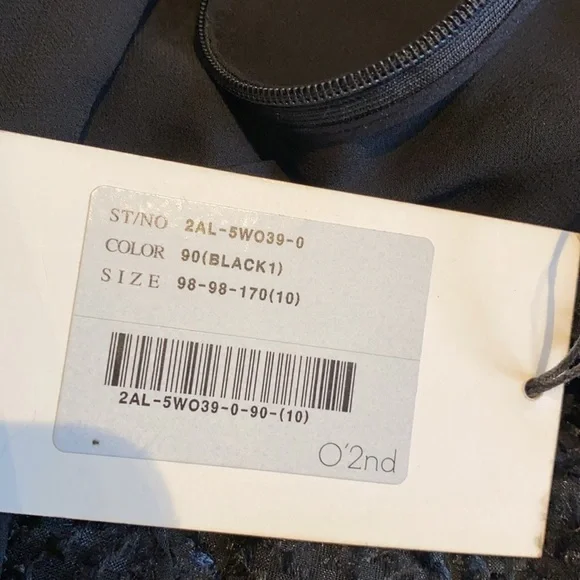 ST/NO 2AL-5WO39-0
COLOR 90(BLACK1)
SIZE 98-98-170(10)
2AL-5WO39-0-90-(10)
O'2nd